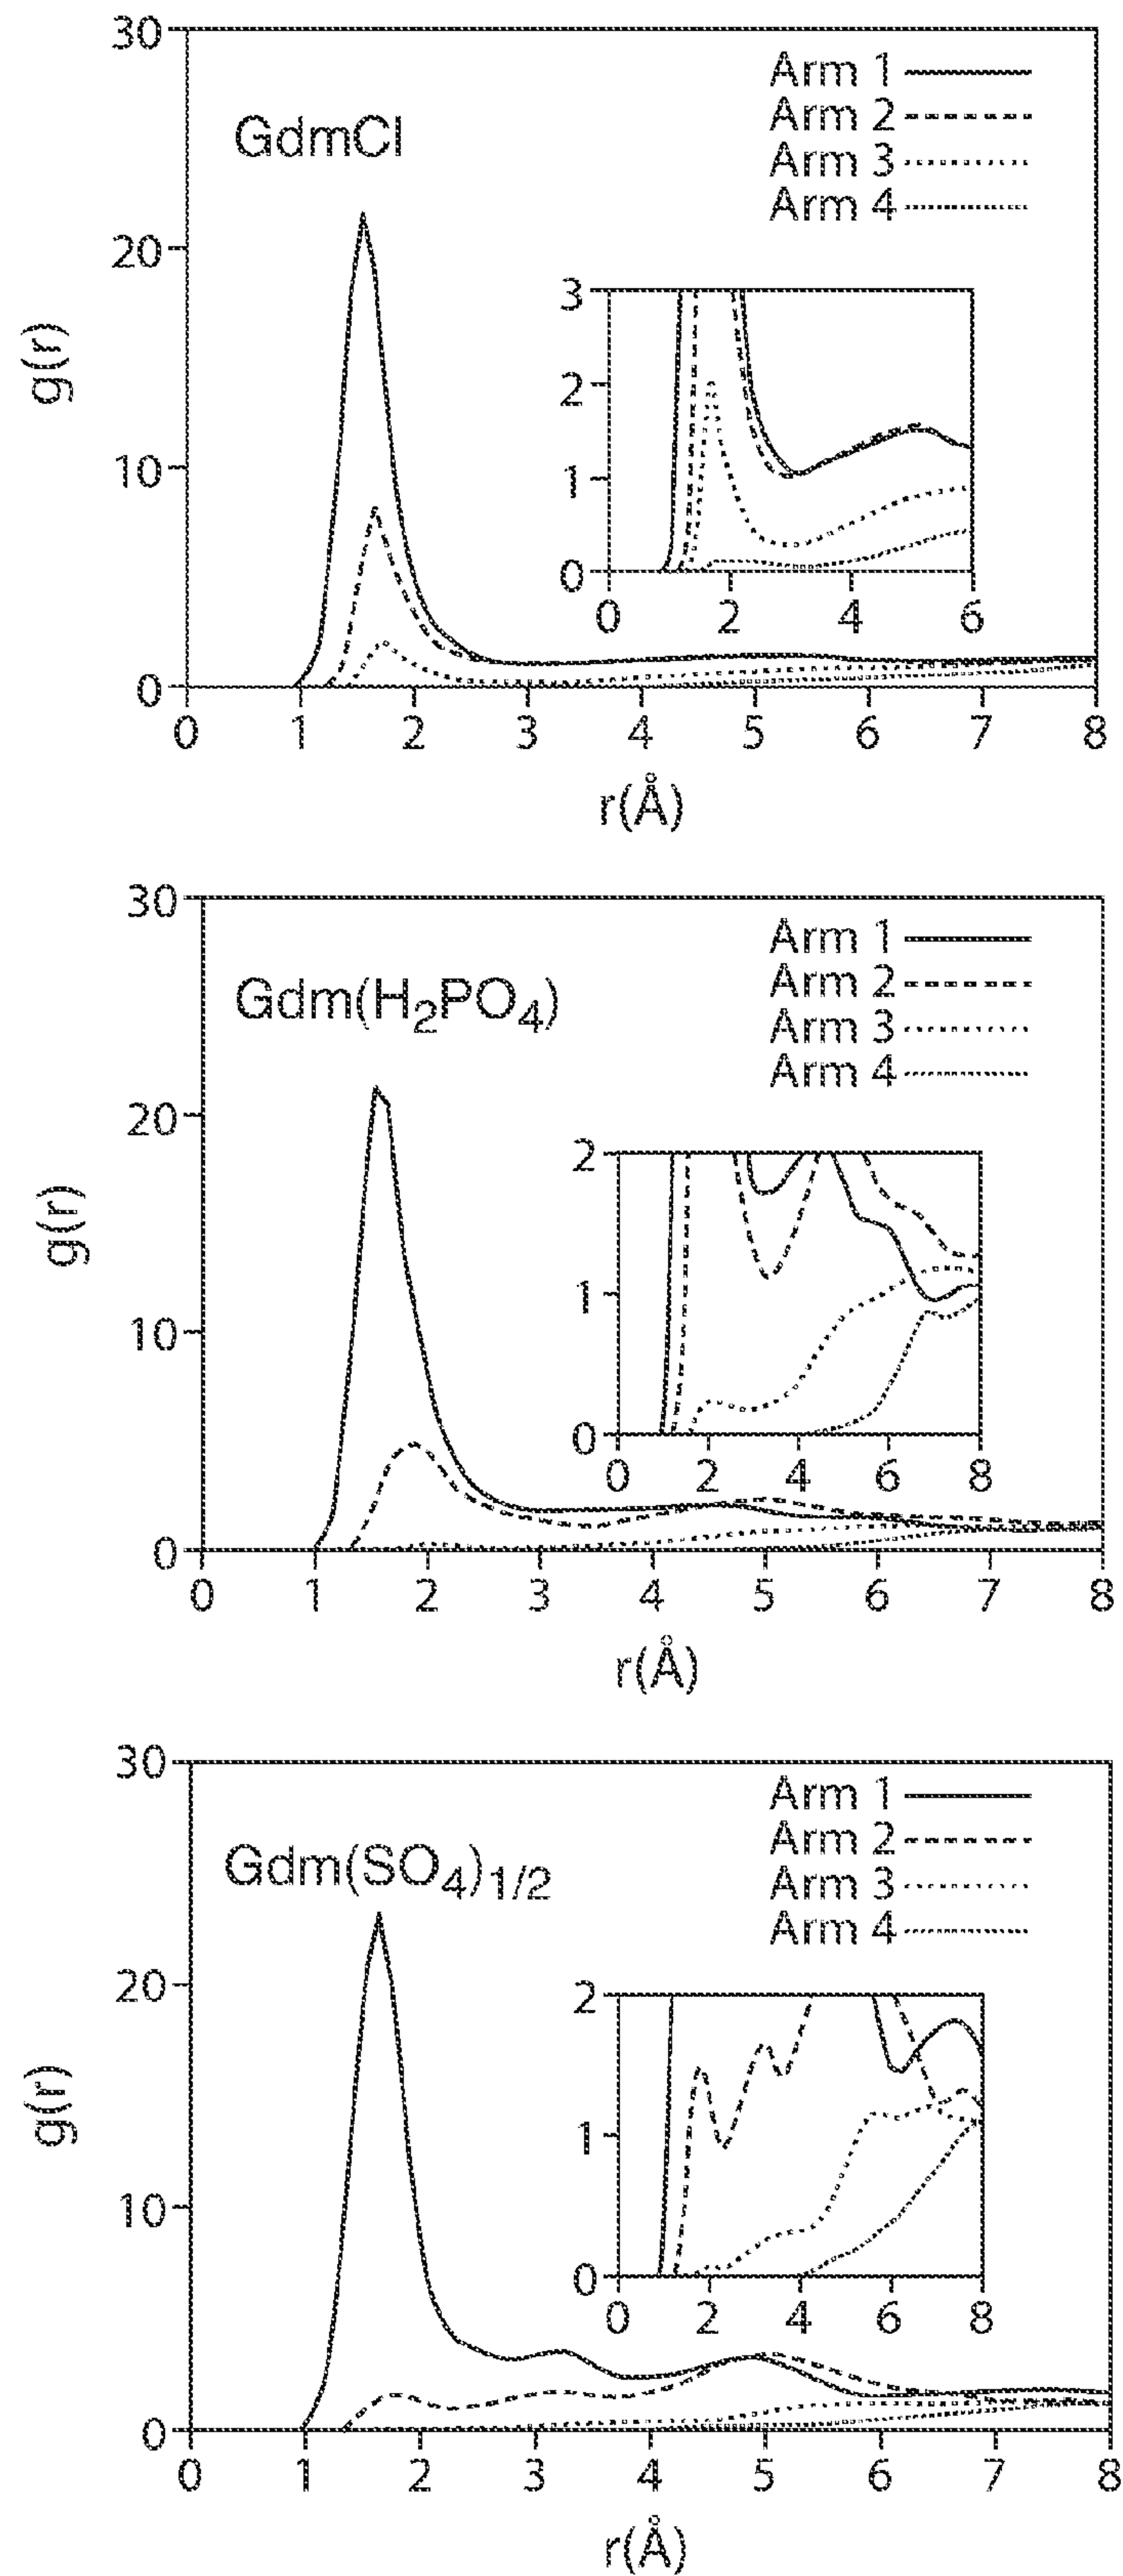 30
Arm 1
Arm 2
GdmCl
Arm 3
Arm 4
20
3
g(r)
2
10
1
0
0 2 4 6
0
0 1 2 3 4 5 6 7 8
r(Å)
30
Arm 1
Gdm(H2PO4)
Arm 2
Arm 3
Arm 4
20
2
g(r)
1
10
0
0 2 4 6 8
0
0 1 2 3 4 5 6 7 8
r(Å)
30
Arm 1
Arm 2
Gdm(SO4)1/2
Arm 3
Arm 4
20
2
g(r)
1
10
0
0 2 4 6 8
0
0 1 2 3 4 5 6 7 8
r(Å)